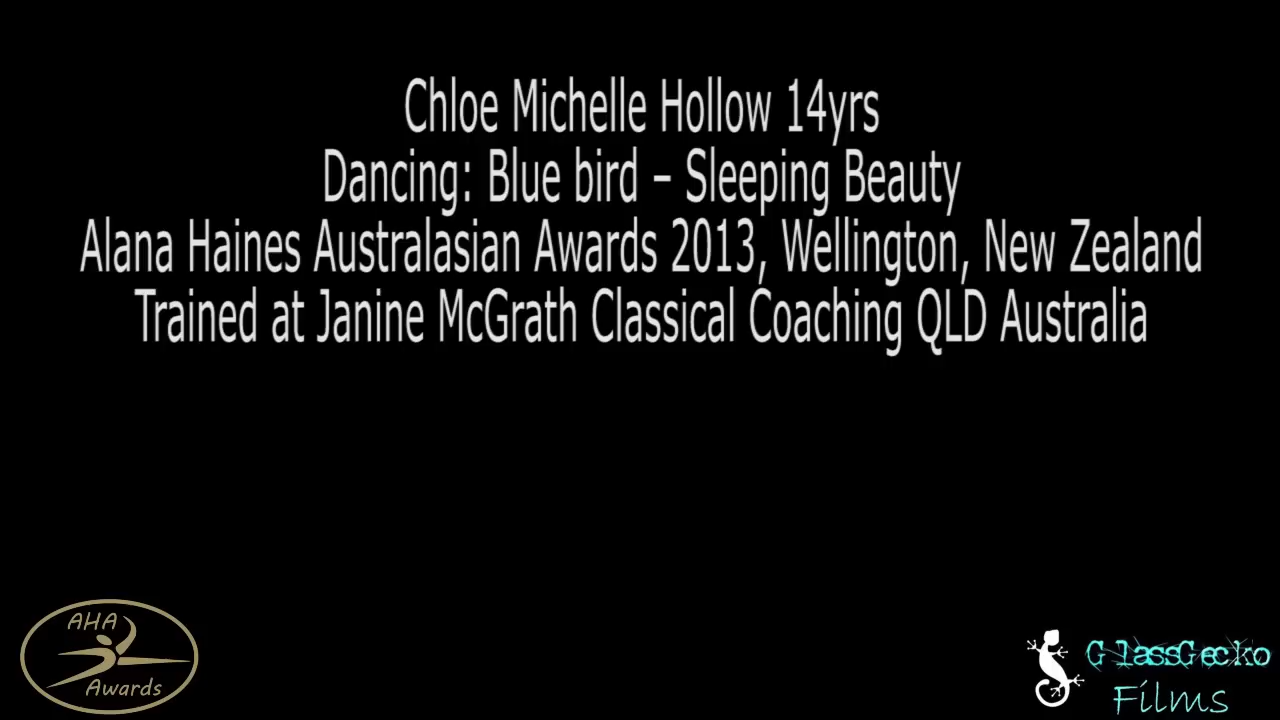 Chloe Michelle Hollow 14yrs
Dancing: Blue bird – Sleeping Beauty
Alana Haines Australasian Awards 2013, Wellington, New Zealand
Trained at Janine McGrath Classical Coaching QLD Australia
AHA
Awards
GlassGecko
Films